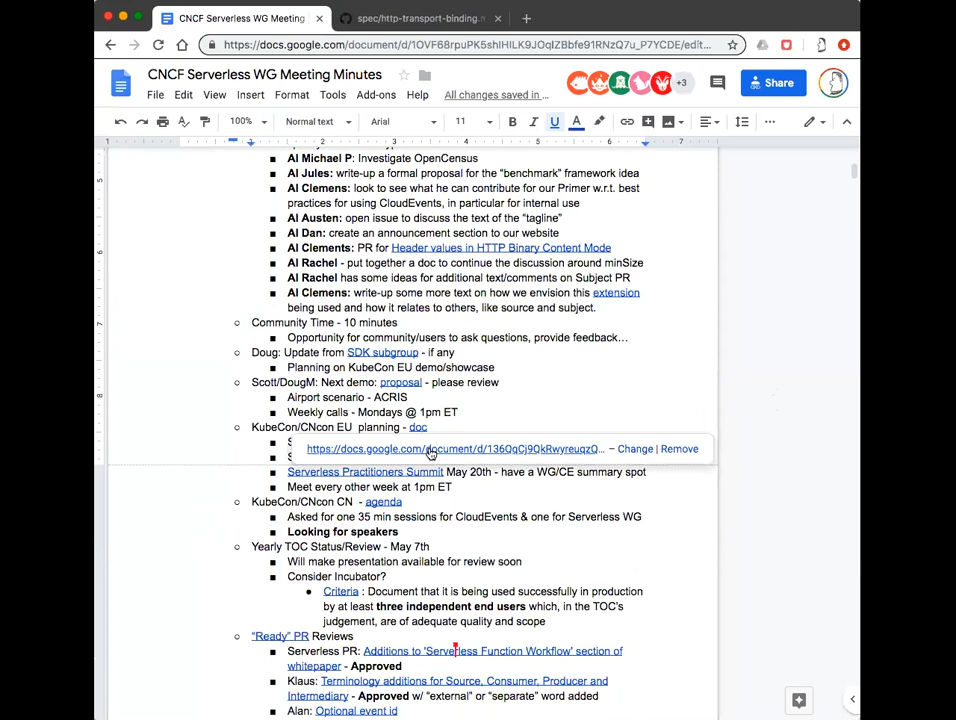 CNCF Serverless WG Meeting
spec/http-transport-binding.m
https://docs.google.com/document/d/1OVF68rpuPK5shIHILK9JOqIZBbfe91RNzQ7u_P7YCDE/edit...
CNCF Serverless WG Meeting Minutes
+3
Share
File Edit View Insert Format Tools Add-ons Help All changes saved in ...
100% Normal text Arial 11 B I U A
1 1 2 3 4 5 6 7
■ AI Michael P: Investigate OpenCensus
■ AI Jules: write-up a formal proposal for the “benchmark” framework idea
■ AI Clemens: look to see what he can contribute for our Primer w.r.t. best
practices for using CloudEvents, in particular for internal use
■ AI Austen: open issue to discuss the text of the “tagline”
■ AI Dan: create an announcement section to our website
■ AI Clements: PR for Header values in HTTP Binary Content Mode
■ AI Rachel - put together a doc to continue the discussion around minSize
■ AI Rachel has some ideas for additional text/comments on Subject PR
■ AI Clemens: write-up some more text on how we envision this extension
being used and how it relates to others, like source and subject.
○ Community Time - 10 minutes
■ Opportunity for community/users to ask questions, provide feedback…
○ Doug: Update from SDK subgroup - if any
■ Planning on KubeCon EU demo/showcase
○ Scott/DougM: Next demo: proposal - please review
■ Airport scenario - ACRIS
■ Weekly calls - Mondays @ 1pm ET
○ KubeCon/CNcon EU planning - doc
https://docs.google.com/document/d/136QqCj9QkRwyreuqzQ... – Change | Remove
■ Serverless Practitioners Summit May 20th - have a WG/CE summary spot
■ Meet every other week at 1pm ET
○ KubeCon/CNcon CN - agenda
■ Asked for one 35 min sessions for CloudEvents & one for Serverless WG
■ Looking for speakers
○ Yearly TOC Status/Review - May 7th
■ Will make presentation available for review soon
■ Consider Incubator?
● Criteria : Document that it is being used successfully in production
by at least three independent end users which, in the TOC’s
judgement, are of adequate quality and scope
○ “Ready” PR Reviews
■ Serverless PR: Additions to 'Serverless Function Workflow' section of
whitepaper - Approved
■ Klaus: Terminology additions for Source, Consumer, Producer and
Intermediary - Approved w/ “external” or “separate” word added
■ Alan: Optional event id